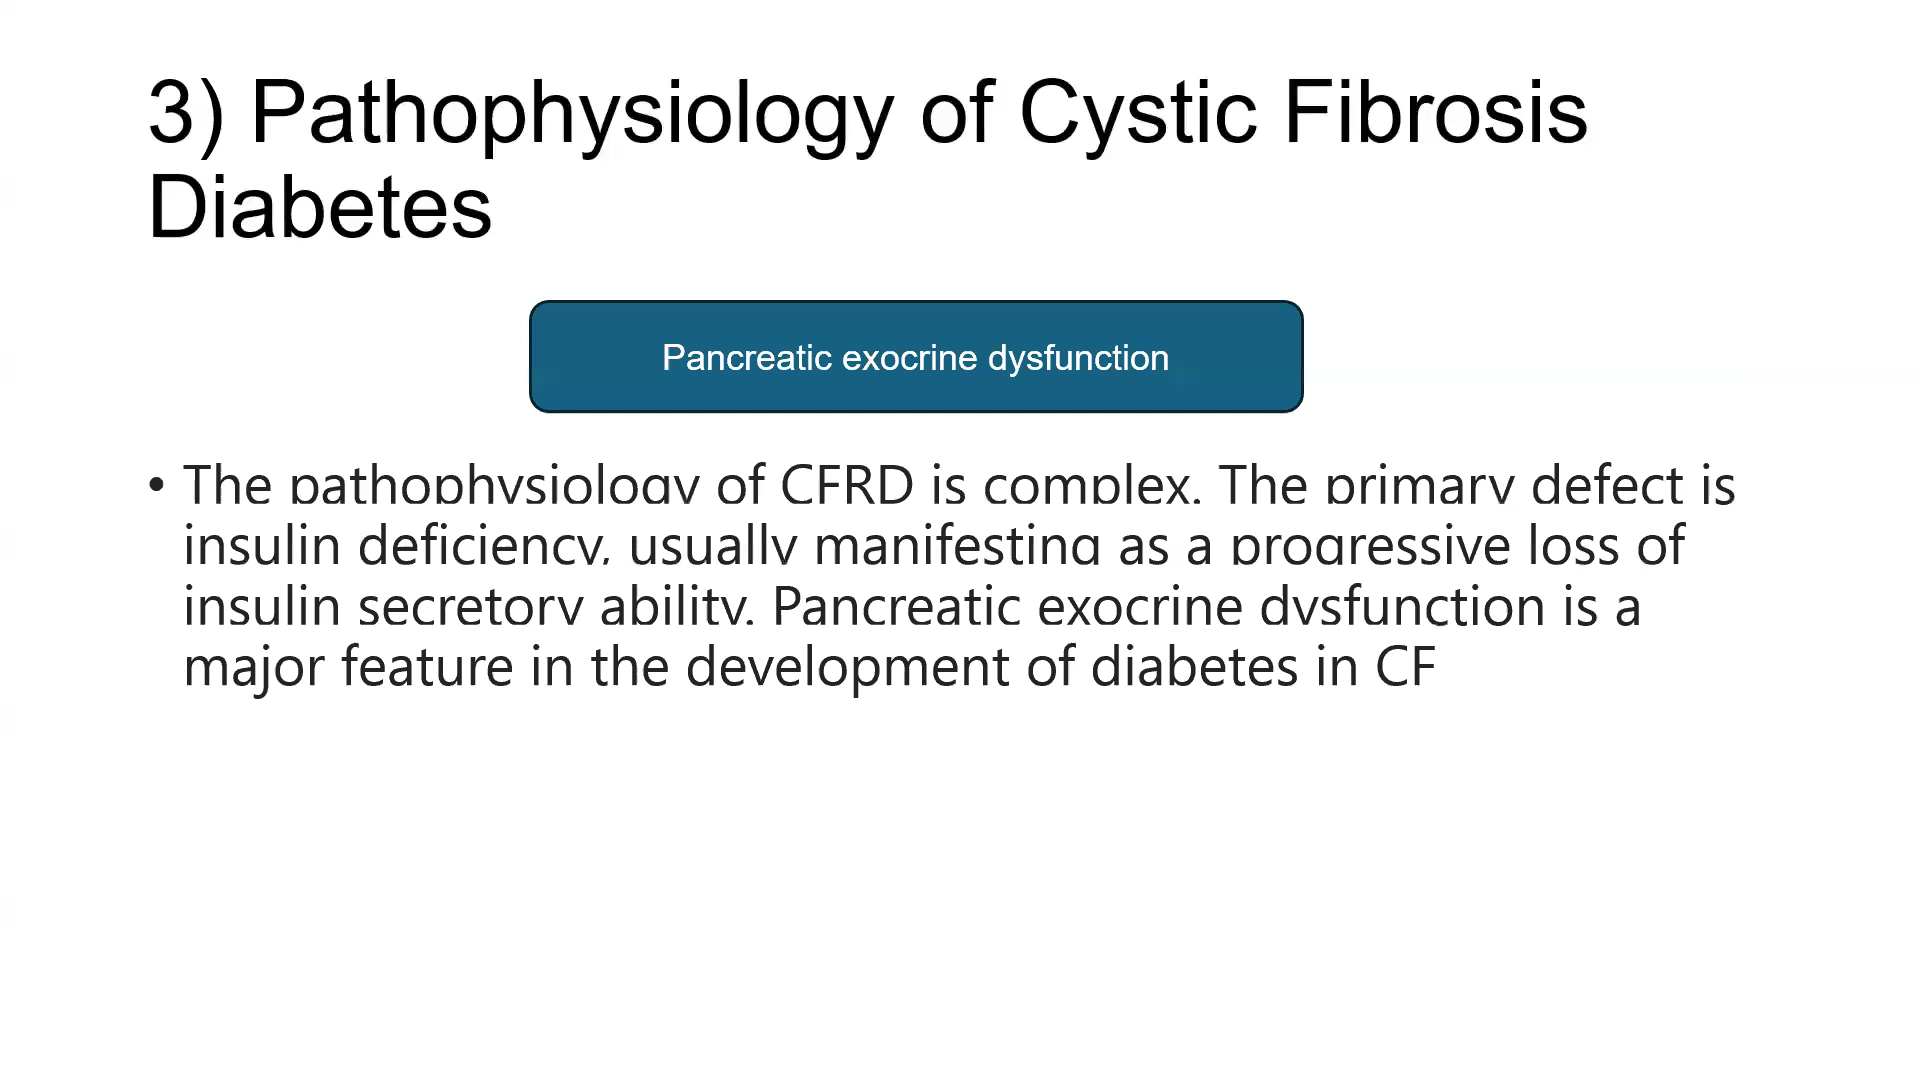 3) Pathophysiology of Cystic Fibrosis
Diabetes
Pancreatic exocrine dysfunction
• The pathophysiology of CFRD is complex. The primary defect is
insulin deficiency, usually manifesting as a progressive loss of
insulin secretory ability. Pancreatic exocrine dysfunction is a
major feature in the development of diabetes in CF